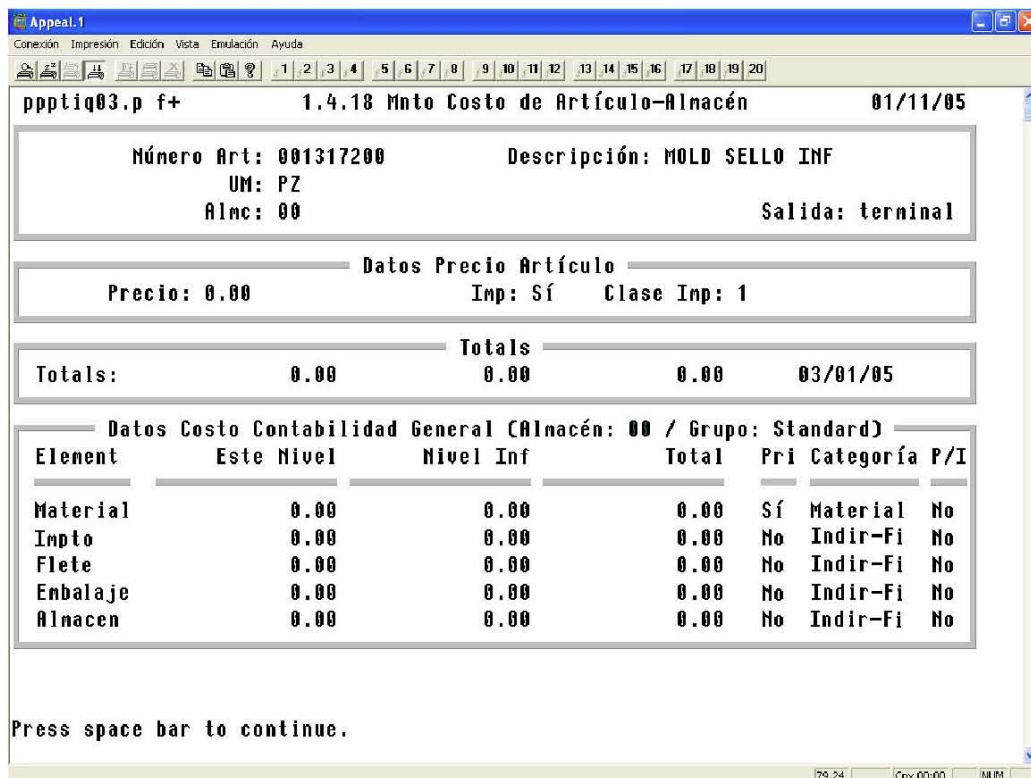 Appeal.1
Conexión Impresión Edición Vista Emulación Ayuda
1 2 3 4 5 6 7 8 9 10 11 12 13 14 15 16 17 18 19 20
ppptiq03.p f+ 1.4.18 Mnto Costo de Artículo-Almacén 01/11/05
Número Art: 001317200 Descripción: MOLD SELLO INF
UM: PZ
Almc: 00 Salida: terminal
Datos Precio Artículo
Precio: 0.00 Imp: Sí Clase Imp: 1
Totals
Totals: 0.00 0.00 0.00 03/01/05
Datos Costo Contabilidad General (Almacén: 00 / Grupo: Standard)
Element Este Nivel Nivel Inf Total Pri Categoría P/I
Material 0.00 0.00 0.00 Sí Material No
Impto 0.00 0.00 0.00 No Indir-Fi No
Flete 0.00 0.00 0.00 No Indir-Fi No
Embalaje 0.00 0.00 0.00 No Indir-Fi No
Almacen 0.00 0.00 0.00 No Indir-Fi No
Press space bar to continue.
79,24 Cnx 00:00 NUM